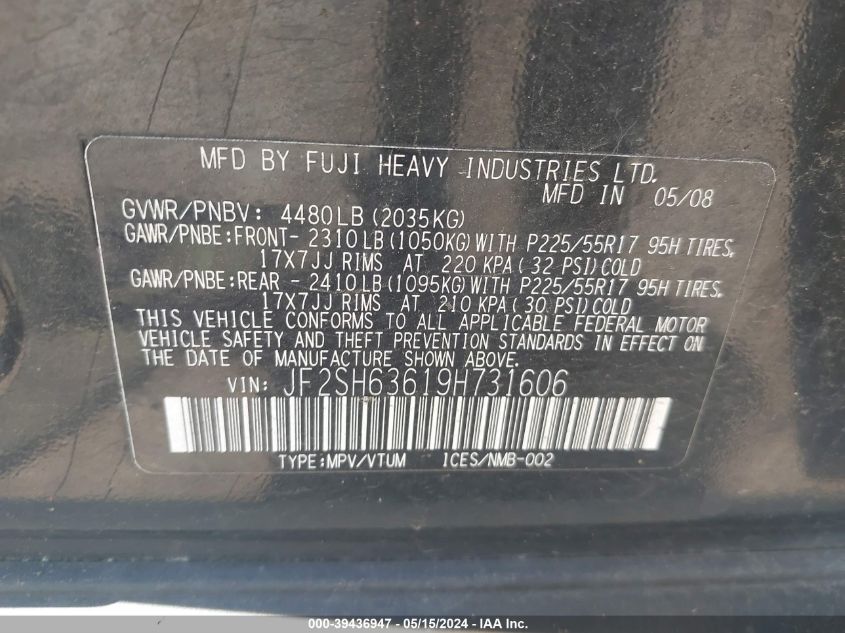 MFD BY FUJI HEAVY INDUSTRIES LTD.
MFD IN 05/08
GVWR/PNBV: 4480LB(2035KG)
GAWR/PNBE:FRONT- 2310LB(1050KG)WITH P225/55R17 95H TIRES,
17X7JJ RIMS AT 220 KPA(32 PSI)COLD
GAWR/PNBE:REAR - 2410LB(1095KG)WITH P225/55R17 95H TIRES,
17X7JJ RIMS AT 210 KPA(30 PSI)COLD
THIS VEHICLE CONFORMS TO ALL APPLICABLE FEDERAL MOTOR
VEHICLE SAFETY AND THEFT PREVENTION STANDARDS IN EFFECT ON
THE DATE OF MANUFACTURE SHOWN ABOVE.
VIN: JF2SH63619H731606
TYPE:MPV/VTUM ICES/NMB-002
000-39436947 - 05/15/2024 - IAA Inc.